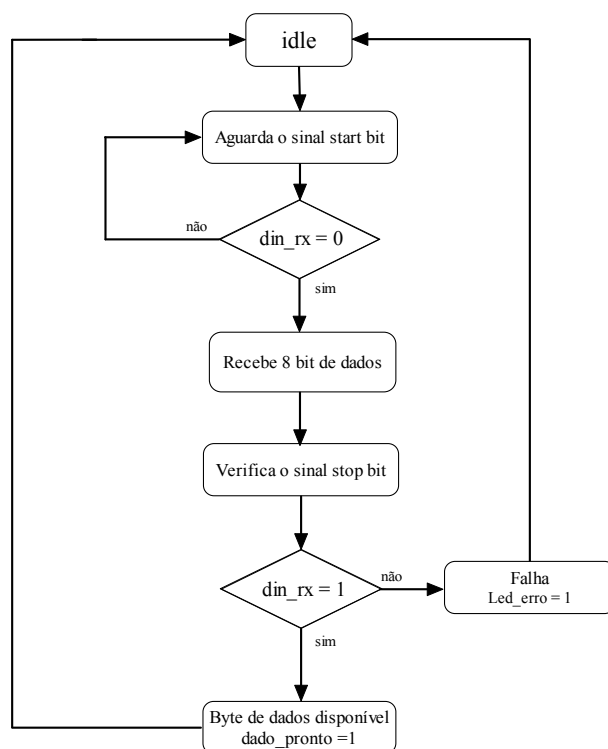 idle
Aguarda o sinal start bit
não
din_rx = 0
sim
Recebe 8 bit de dados
Verifica o sinal stop bit
din_rx = 1
não
Falha
Led_erro = 1
sim
Byte de dados disponível
dado_pronto =1